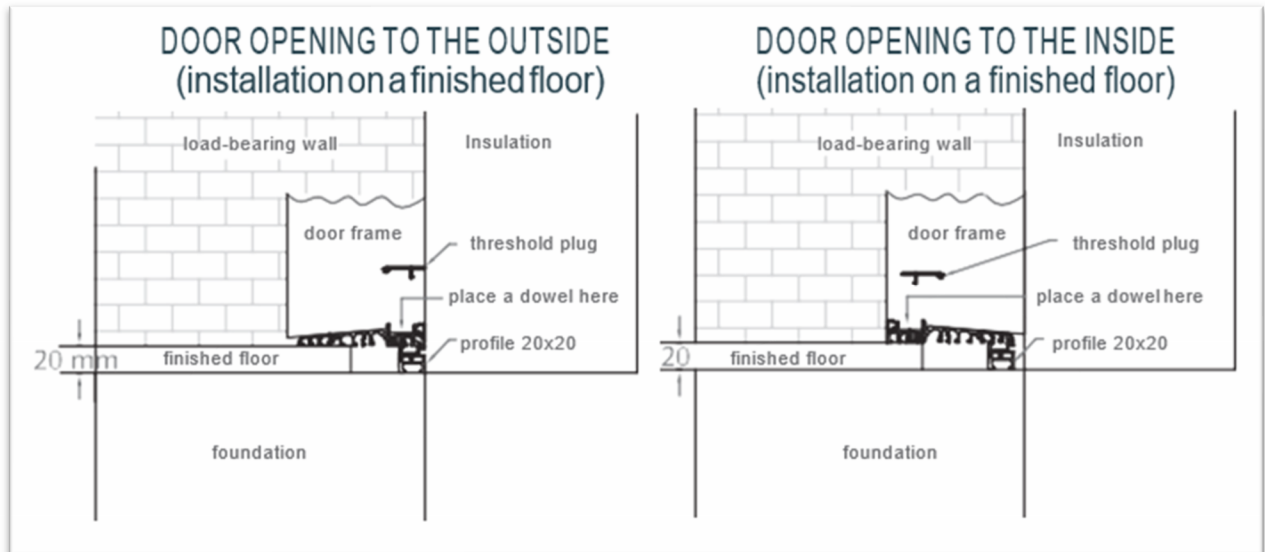 DOOR OPENING TO THE OUTSIDE
(installation on a finished floor)
load-bearing wall
Insulation
door frame
threshold plug
place a dowel here
profile 20x20
20 mm
finished floor
foundation
DOOR OPENING TO THE INSIDE
(installation on a finished floor)
load-bearing wall
Insulation
door frame
threshold plug
place a dowel here
profile 20x20
20
finished floor
foundation